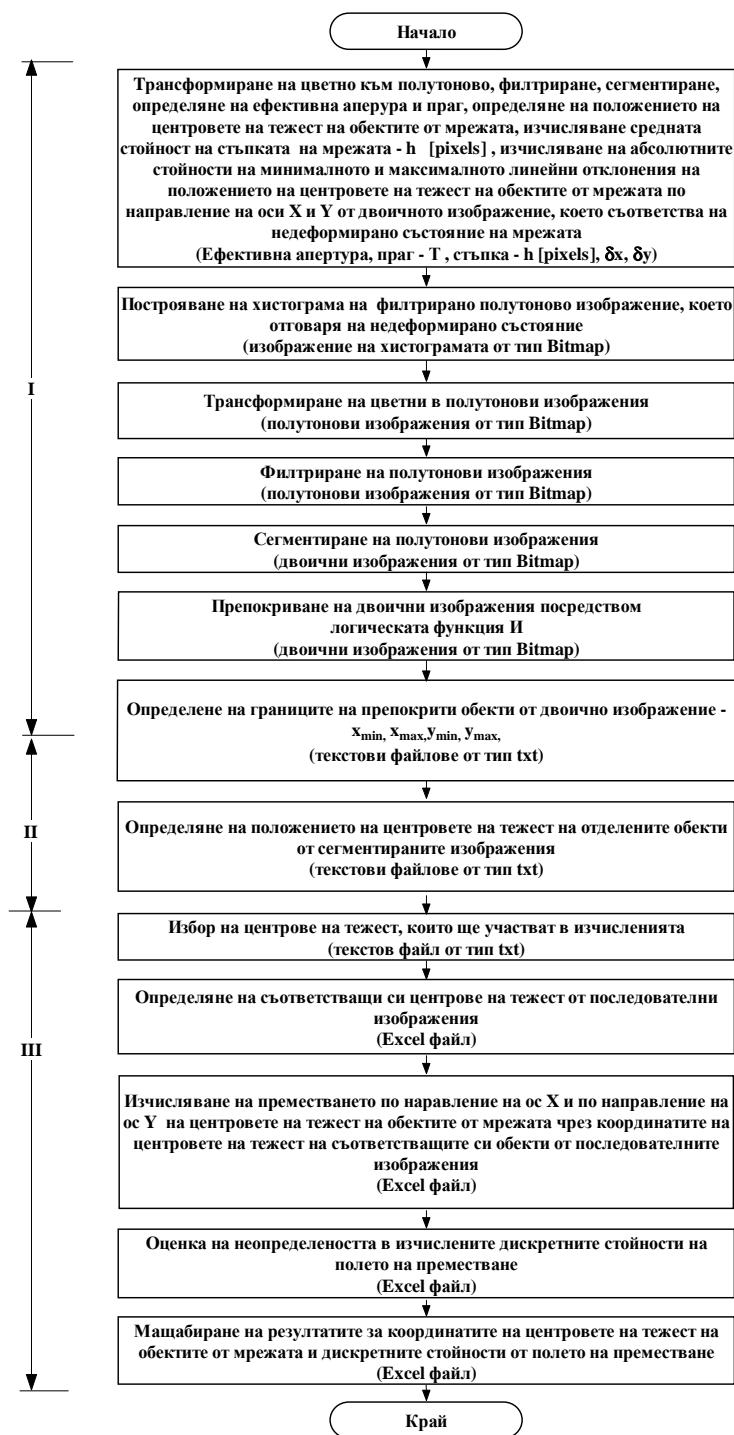 Начало
Трансформиране на цветно към полутоново, филтриране, сегментиране,
определяне на ефективна аперура и праг, определяне на положението на
центровете на тежест на обектите от мрежата, изчисляване средната
стойност на стъпката на мрежата - h [pixels] , изчисляване на абсолютните
стойности на минималното и максималното линейни отклонения на
положението на центровете на тежест на обектите от мрежата по
направление на оси X и Y от двоичното изображение, което съответства на
недеформирано състояние на мрежата
(Ефективна апертура, праг - T , стъпка - h [pixels], δx, δy)
Построяване на хистограма на филтрирано полутоново изображение, което
отговаря на недеформирано състояние
(изображение на хистограмата от тип Bitmap)
I
Трансформиране на цветни в полутонови изображения
(полутонови изображения от тип Bitmap)
Филтриране на полутонови изображения
(полутонови изображения от тип Bitmap)
Сегментиране на полутонови изображения
(двоични изображения от тип Bitmap)
Препокриване на двоични изображения посредством
логическата функция И
(двоични изображения от тип Bitmap)
Определене на границите на препокрити обекти от двоично изображение -
xmin, xmax,ymin, ymax,
(текстови файлове от тип txt)
II
Определяне на положението на центровете на тежест на отделените обекти
от сегментираните изображения
(текстови файлове от тип txt)
Избор на центрове на тежест, които ще участват в изчисленията
(текстов файл от тип txt)
Определяне на съответстващи си центрове на тежест от последователни
изображения
(Excel файл)
III
Изчисляване на преместването по наравление на ос X и по направление на
ос Y на центровете на тежест на обектите от мрежата чрез координатите на
центровете на тежест на съответстващите си обекти от последователните
изображения
(Excel файл)
Оценка на неопределеността в изчислените дискретните стойности на
полето на преместване
(Excel файл)
Мащабиране на резултатите за координатите на центровете на тежест на
обектите от мрежата и дискретните стойности от полето на преместване
(Excel файл)
Край